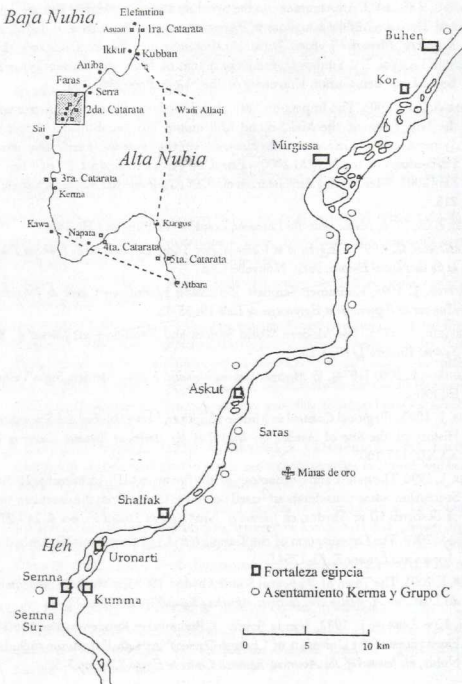 Baja Nubia
Elefantina
Asuan
1ra. Catarata
Ikkur
Kubban
Aniba
Faras
Serra
2da. Catarata
Wadi Allaqi
Sai
Alta Nubia
3ra. Catarata
Kerma
Kawa
Napata
4ta. Catarata
Kurgus
5ta. Catarata
Atbara
Buhen
Kor
Mirgissa
Askut
Saras
Minas de oro
Shaliak
Heh
Uronarti
Semna
Kumma
Semna
Sur
Fortaleza egipcia
Asentamiento Kerma y Grupo C
0 5 10 km